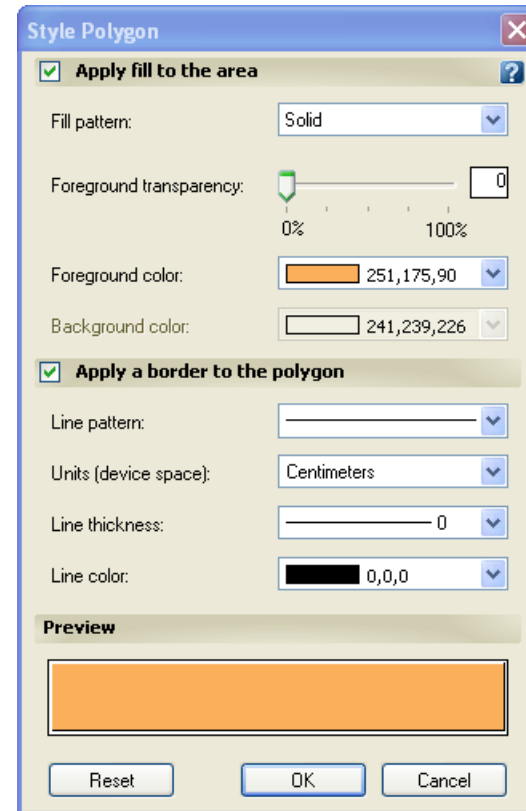 Style Polygon
Apply fill to the area
?
Fill pattern: Solid
Foreground transparency: 0
0% 100%
Foreground color: 251,175,90
Background color: 241,239,226
Apply a border to the polygon
Line pattern:
Units (device space): Centimeters
Line thickness: 0
Line color: 0,0,0
Preview
Reset OK Cancel